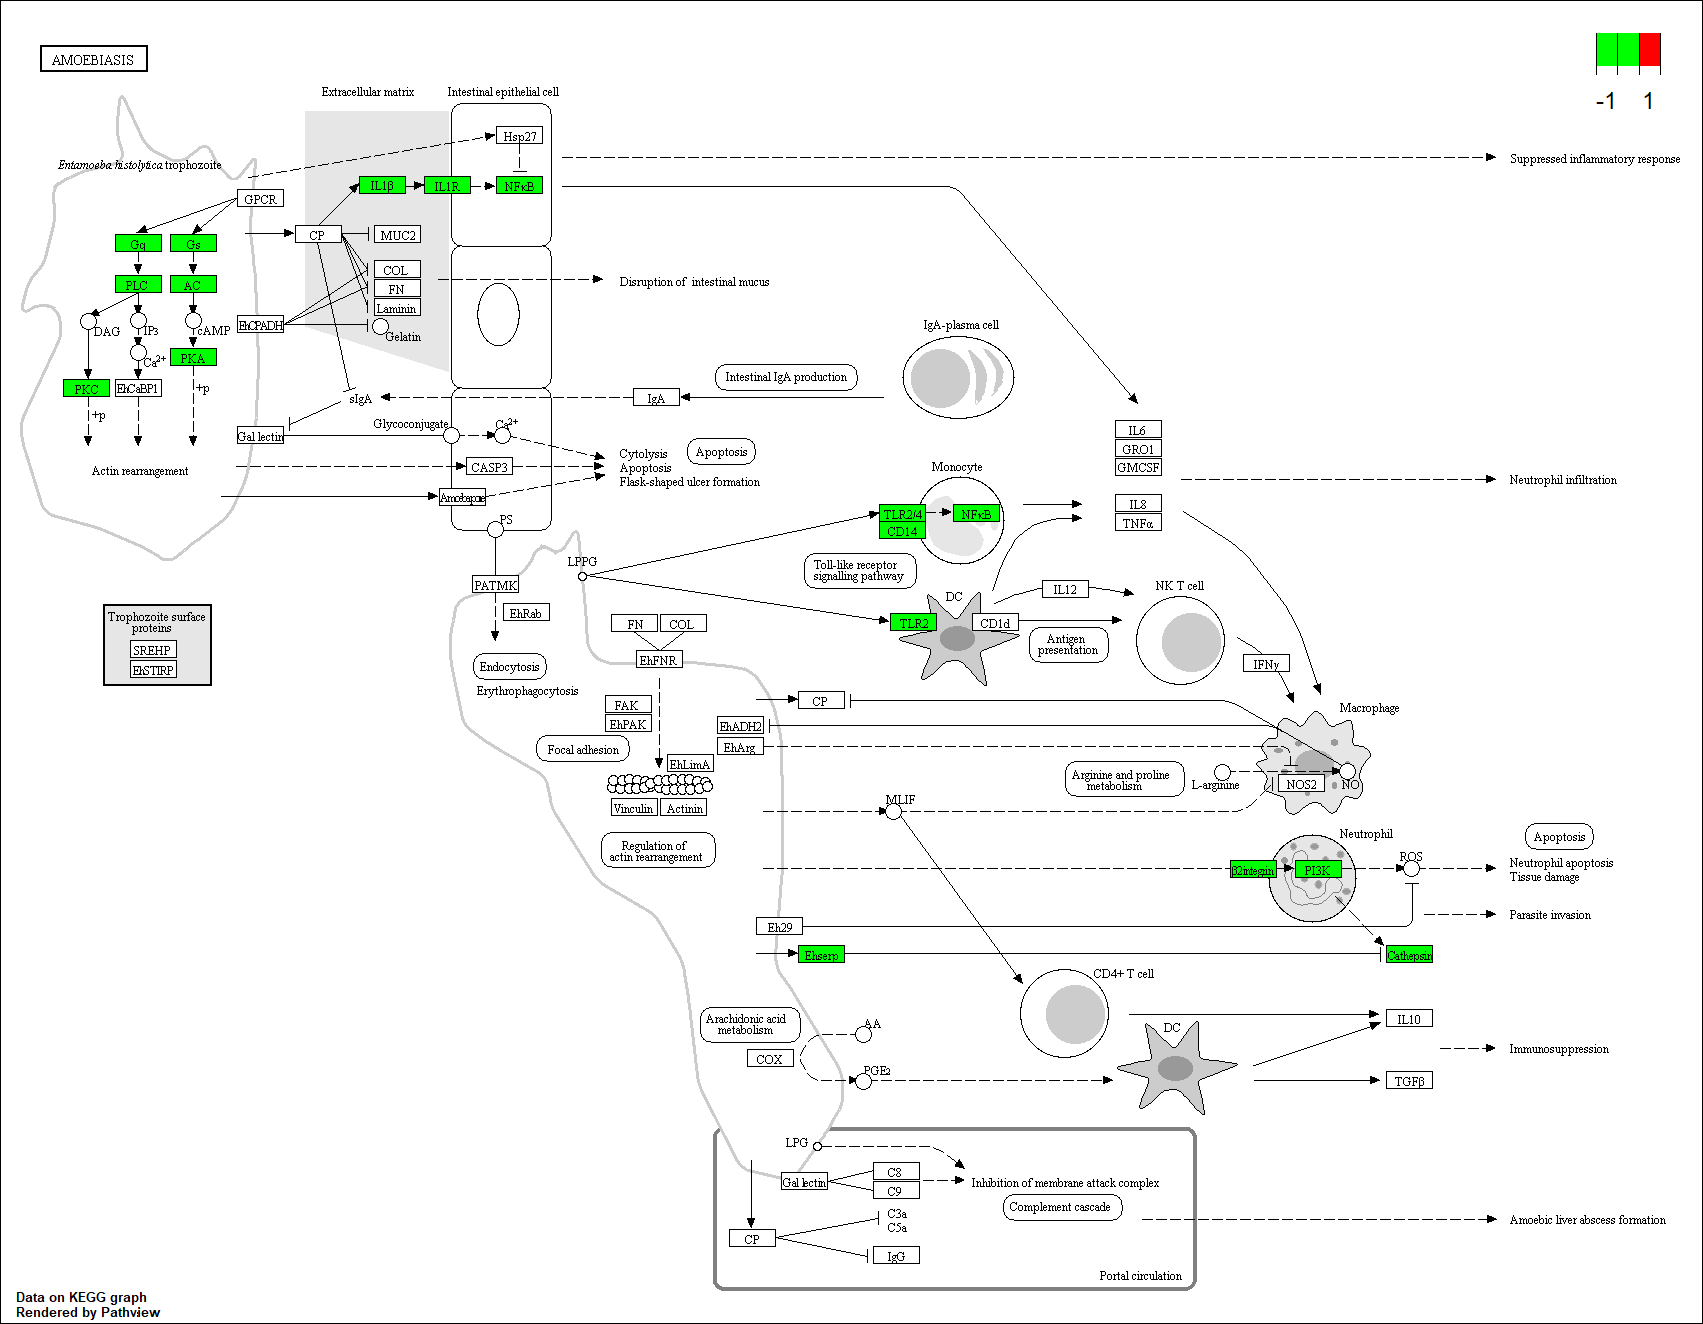 AMOEBIASIS
-1 1
Extracellular matrix
Intestinal epithelial cell
Hsp27
Suppressed inflammatory response
Entamoeba histolytica trophozoite
IL1β
IL1R
NFκB
GPCR
CP
MUC2
Gq
Gs
COL
FN
Laminin
Gelatin
Disruption of intestinal mucus
PLC
AC
DAG
IP3
cAMP
EhCPADH
Ca2+
PKA
PKC
EhCaBP1
+p
+p
IgA-plasma cell
Intestinal IgA production
sIgA
IgA
Gal lectin
Glycoconjugate
Ca2+
Actin rearrangement
CASP3
Cytolysis
Apoptosis
Flask-shaped ulcer formation
Apoptosis
Amoebapore
PS
IL6
GRO1
GMCSF
IL8
TNFα
Neutrophil infiltration
Monocyte
TLR2/4
CD14
NFκB
LPPG
Toll-like receptor
signalling pathway
PATMK
EhRab
Endocytosis
Erythrophagocytosis
Trophozoite surface
proteins
SREHP
EhSTIRP
DC
TLR2
CD1d
IL12
NK T cell
Antigen
presentation
IFNγ
FN
COL
EhFNR
FAK
EhPAK
Focal adhesion
EhLimA
Vinculin
Actinin
Regulation of
actin rearrangement
CP
EhADH2
EhArg
Macrophage
Arginine and proline
metabolism
L-arginine
NOS2
NO
MLIF
Neutrophil
β2integrin
PI3K
ROS
Apoptosis
Neutrophil apoptosis
Tissue damage
Parasite invasion
Eh29
Ehserp
Cathepsin
CD4+ T cell
Arachidonic acid
metabolism
AA
COX
PGE2
DC
IL10
Immunosuppression
TGFβ
LPG
Gal lectin
C8
C9
Inhibition of membrane attack complex
Complement cascade
C3a
C5a
CP
IgG
Amoebic liver abscess formation
Portal circulation
Data on KEGG graph
Rendered by Pathview